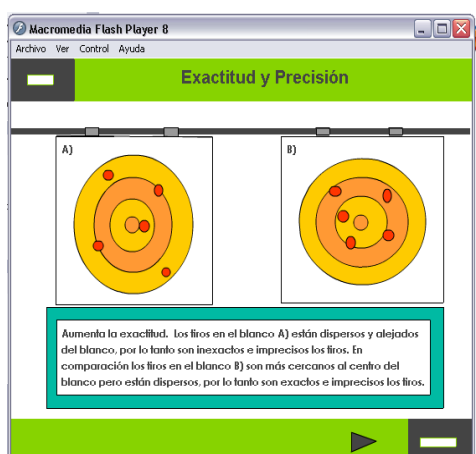 Macromedia Flash Player 8
Archivo Ver Control Ayuda
Exactitud y Precisión
A)
B)
Aumenta la exactitud. Los tiros en el blanco A) están dispersos y alejados
del blanco, por lo tanto son inexactos e imprecisos los tiros. En
comparación los tiros en el blanco B) son más cercanos al centro del
blanco pero están dispersos, por lo tanto son exactos e imprecisos los tiros.